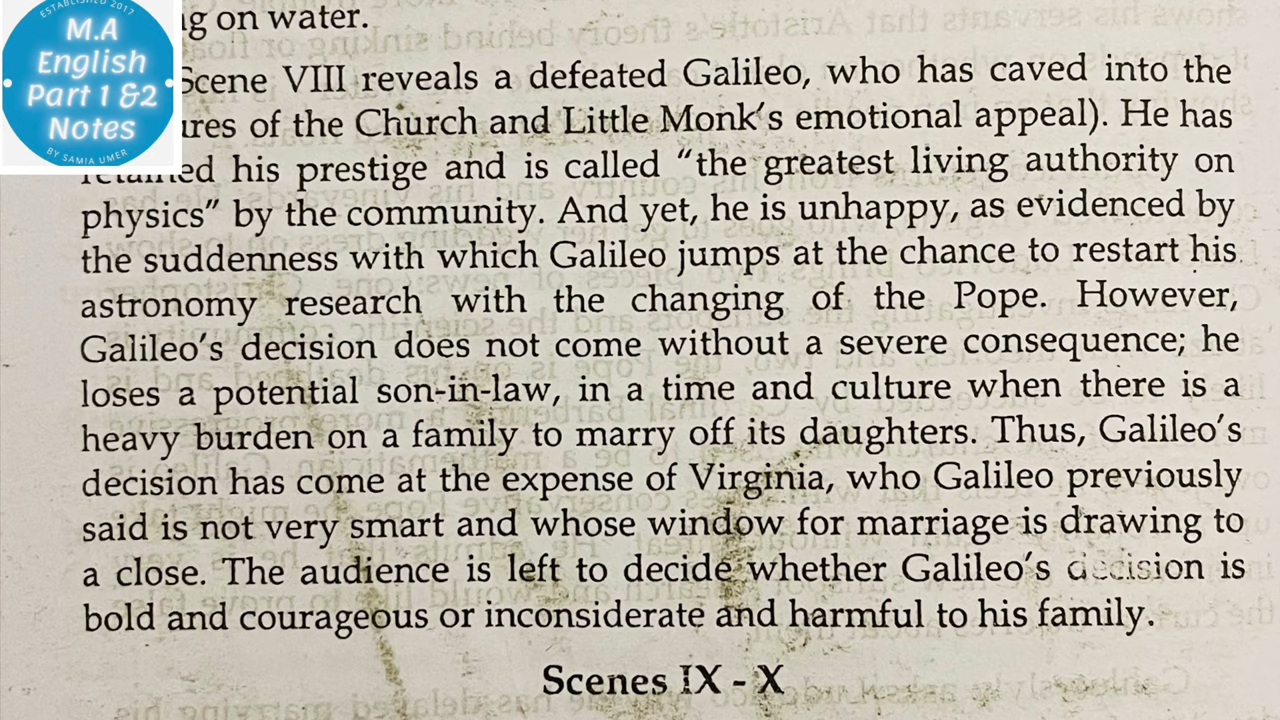 ESTABLISHED 2017
M.A
English
Part 1 &2
Notes
BY SAMIA UMER
on water.
Scene VIII reveals a defeated Galileo, who has caved into the
of the Church and Little Monk's emotional appeal). He has
retained his prestige and is called “the greatest living authority on
physics” by the community. And yet, he is unhappy, as evidenced by
the suddenness with which Galileo jumps at the chance to restart his
astronomy research with the changing of the Pope. However,
Galileo's decision does not come without a severe consequence; he
loses a potential son-in-law, in a time and culture when there is a
heavy burden on a family to marry off its daughters. Thus, Galileo's
decision has come at the expense of Virginia, who Galileo previously
said is not very smart and whose window for marriage is drawing to
a close. The audience is left to decide whether Galileo's decision is
bold and courageous or inconsiderate and harmful to his family.
Scenes IX - X